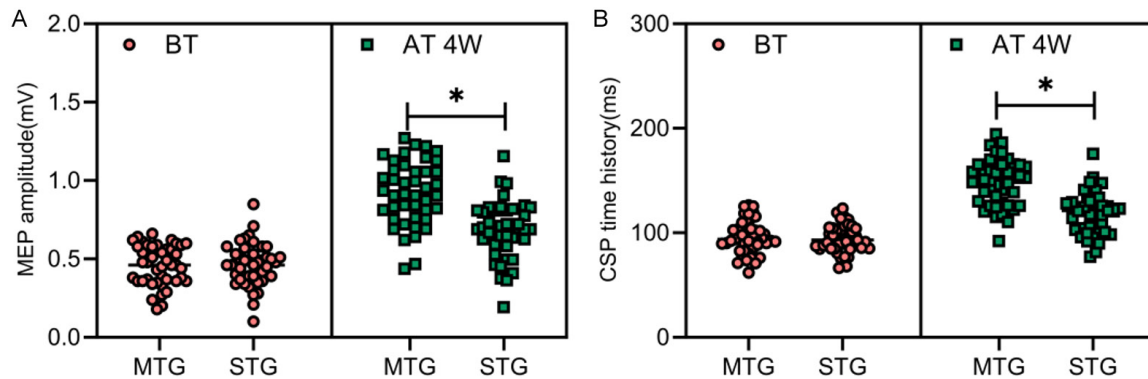 A
MEP amplitude(mV)
2.0
1.5
1.0
0.5
0.0
BT
AT 4W
*
MTG
STG
MTG
STG
B
CSP time history(ms)
300
200
100
0
BT
AT 4W
*
MTG
STG
MTG
STG